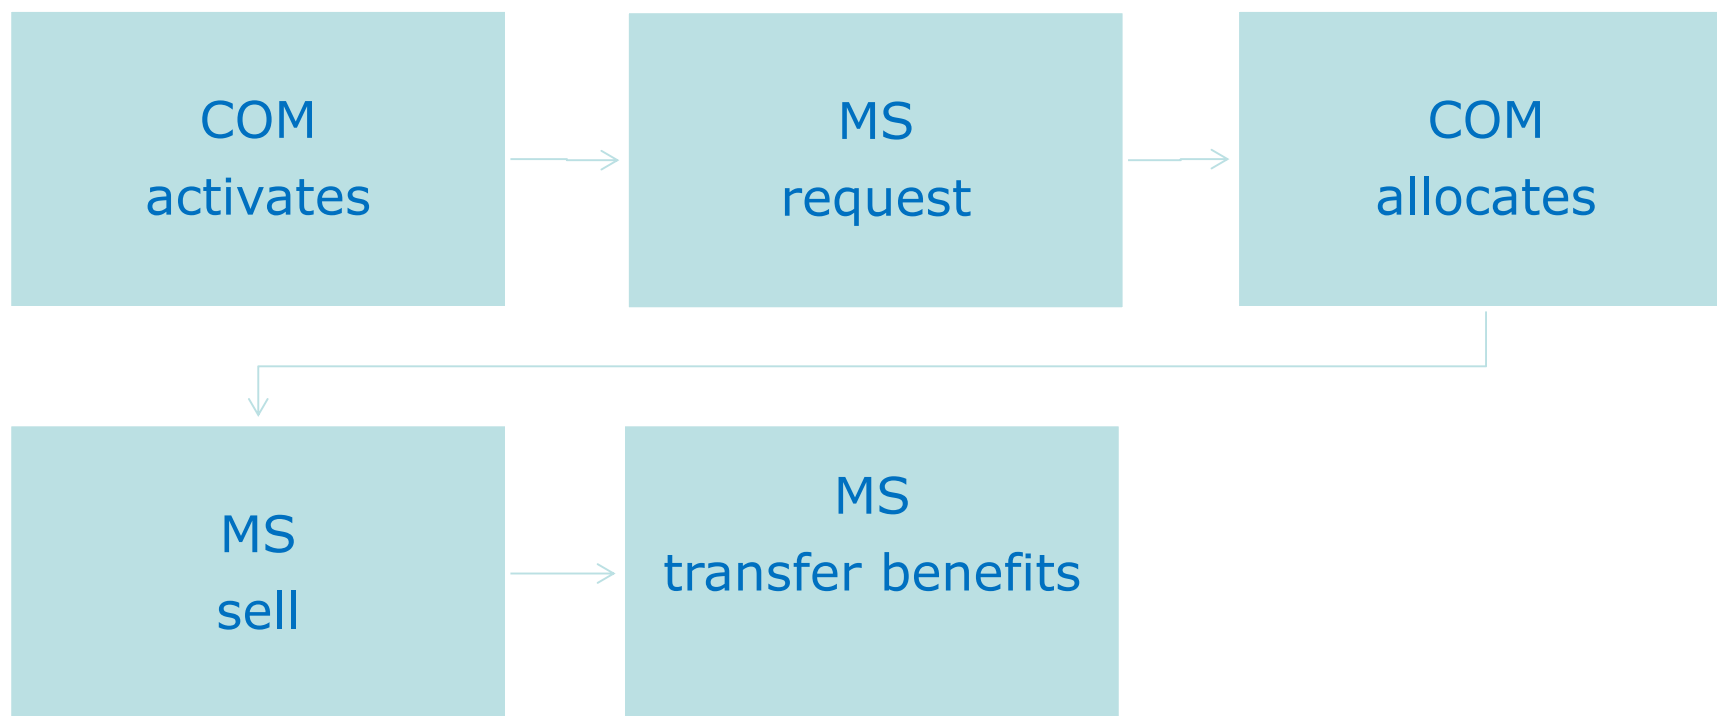 COM
activates
MS
request
COM
allocates
MS
sell
MS
transfer benefits